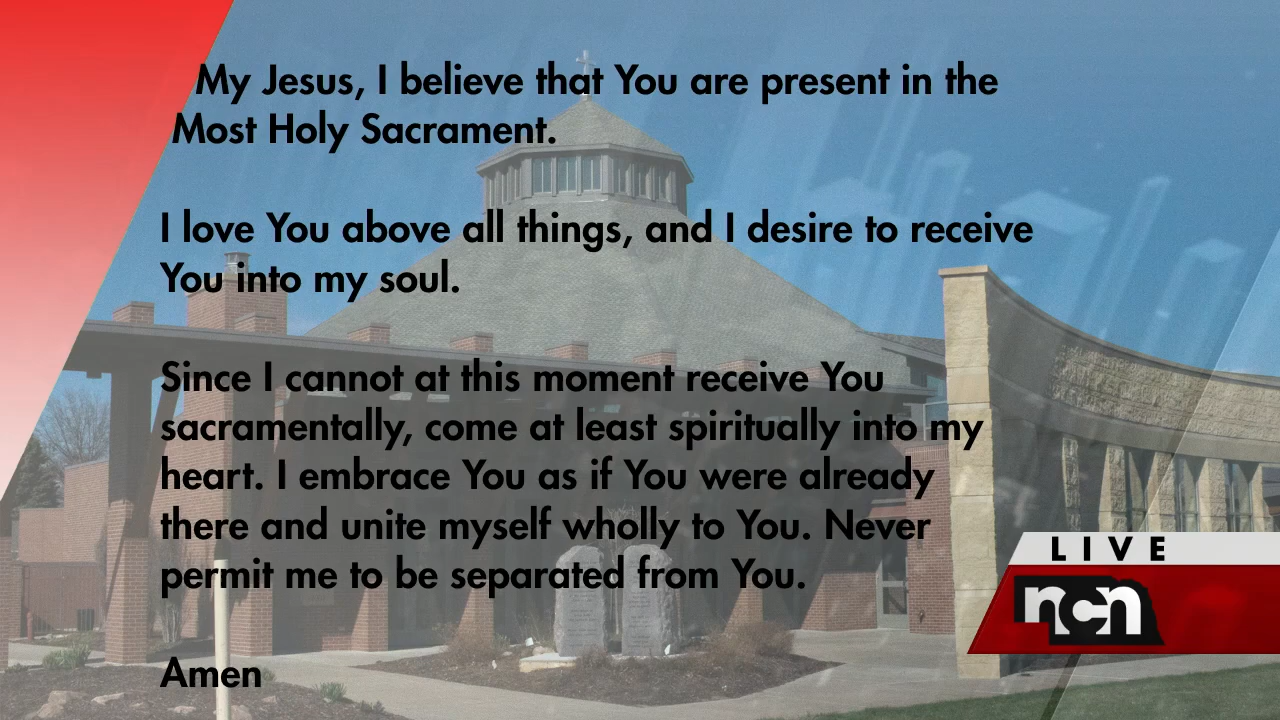 My Jesus, I believe that You are present in the
Most Holy Sacrament.
I love You above all things, and I desire to receive
You into my soul.
Since I cannot at this moment receive You
sacramentally, come at least spiritually into my
heart. I embrace You as if You were already
there and unite myself wholly to You. Never
permit me to be separated from You.
Amen
LIVE
ncn